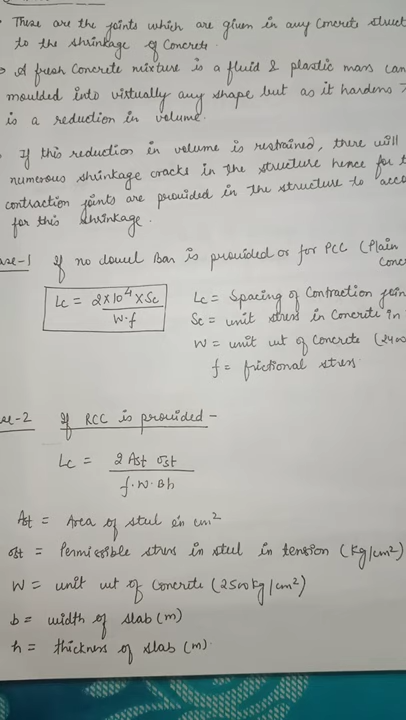 These are the joints which are given in any Concrete struct
to the shrinkage of Concrete.
A fresh Concrete mixture is a fluid & plastic mass can
moulded into virtually any shape but as it hardens
is a reduction in volume.
If this reduction in volume is restrained, there will
numerous shrinkage cracks in the structure hence for t
contraction joints are provided in the structure to acco
for this shrinkage.
ase-1 If no dowel Bar is provided or for PCC (Plain
Conc
Lc = 2×10⁴ × Sc / W.f
Lc = Spacing of Contraction join
Sc = unit stress in Concrete in
W = unit wt of Concrete (2400
f = frictional stress
se-2 If RCC is provided -
Lc = 2 Ast σst / f.W.Bh
Ast = Area of steel in cm²
σst = Permissible stress in steel in tension (Kg/cm²)
W = unit wt of Concrete (2500kg/cm²)
b = width of slab (m)
h = thickness of slab (m)